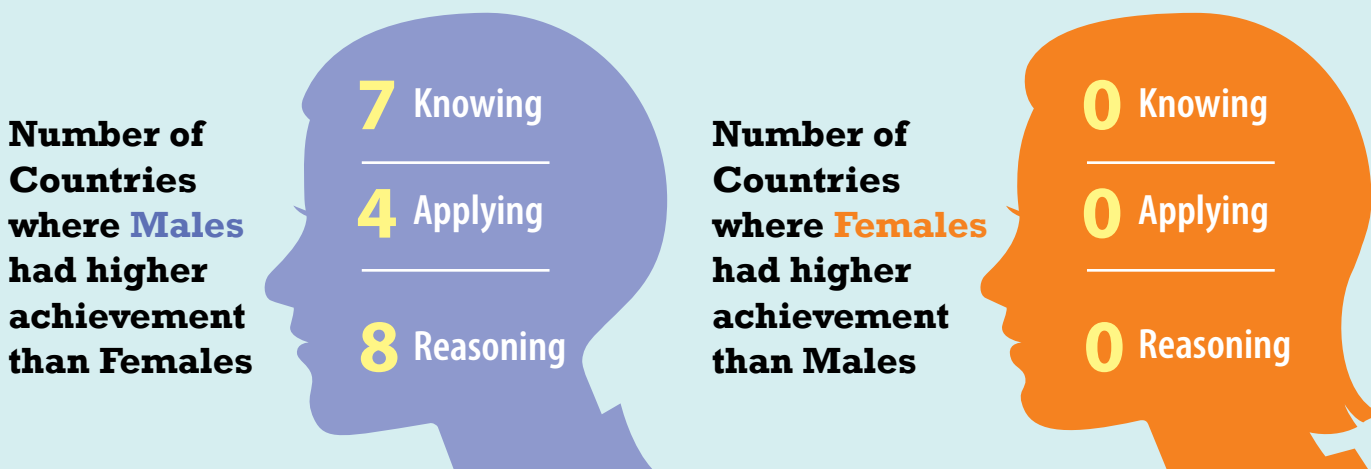 Number of
Countries
where Males
had higher
achievement
than Females
7 Knowing
4 Applying
8 Reasoning
Number of
Countries
where Females
had higher
achievement
than Males
0 Knowing
0 Applying
0 Reasoning